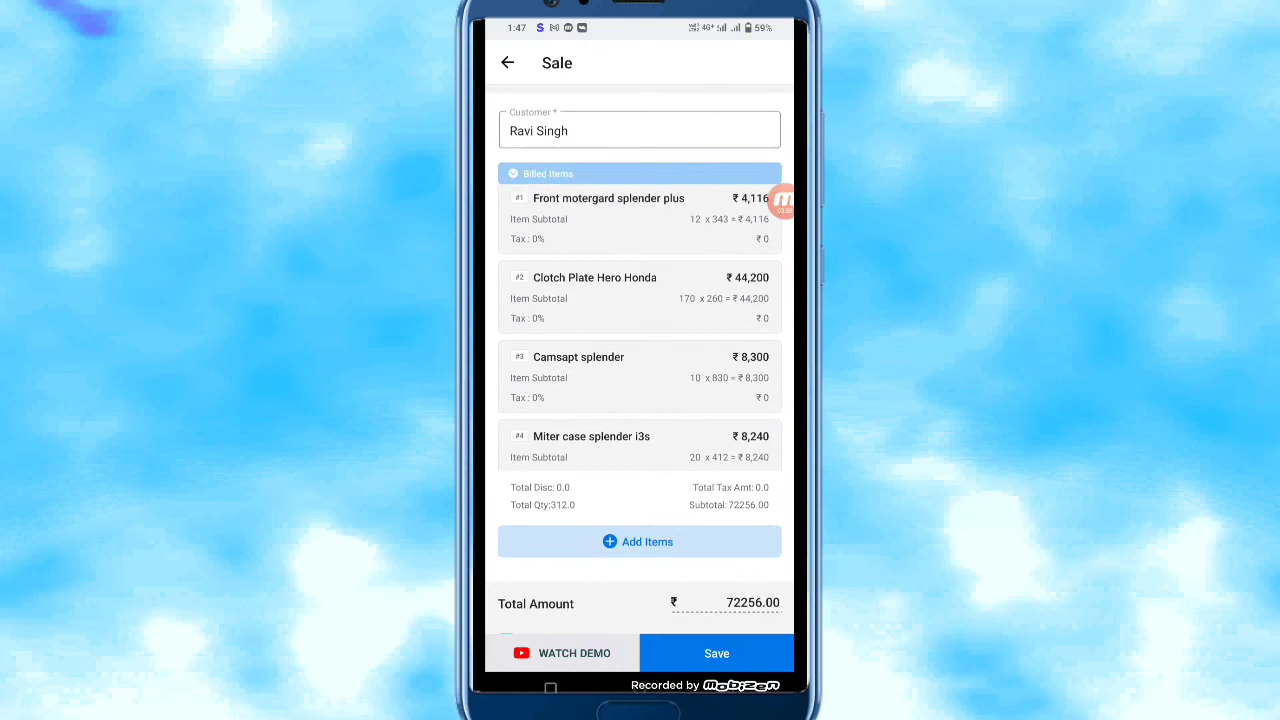 1:47 59%
Sale
Customer *
Ravi Singh
Billed Items
#1 Front motergard splender plus ₹ 4,116
Item Subtotal 12 x 343 = ₹ 4,116
Tax : 0% ₹ 0
#2 Clotch Plate Hero Honda ₹ 44,200
Item Subtotal 170 x 260 = ₹ 44,200
Tax : 0% ₹ 0
#3 Camsapt splender ₹ 8,300
Item Subtotal 10 x 830 = ₹ 8,300
Tax : 0% ₹ 0
#4 Miter case splender i3s ₹ 8,240
Item Subtotal 20 x 412 = ₹ 8,240
Total Disc: 0.0 Total Tax Amt: 0.0
Total Qty:312.0 Subtotal: 72256.00
Add Items
Total Amount ₹ 72256.00
WATCH DEMO Save
Recorded by mobizen